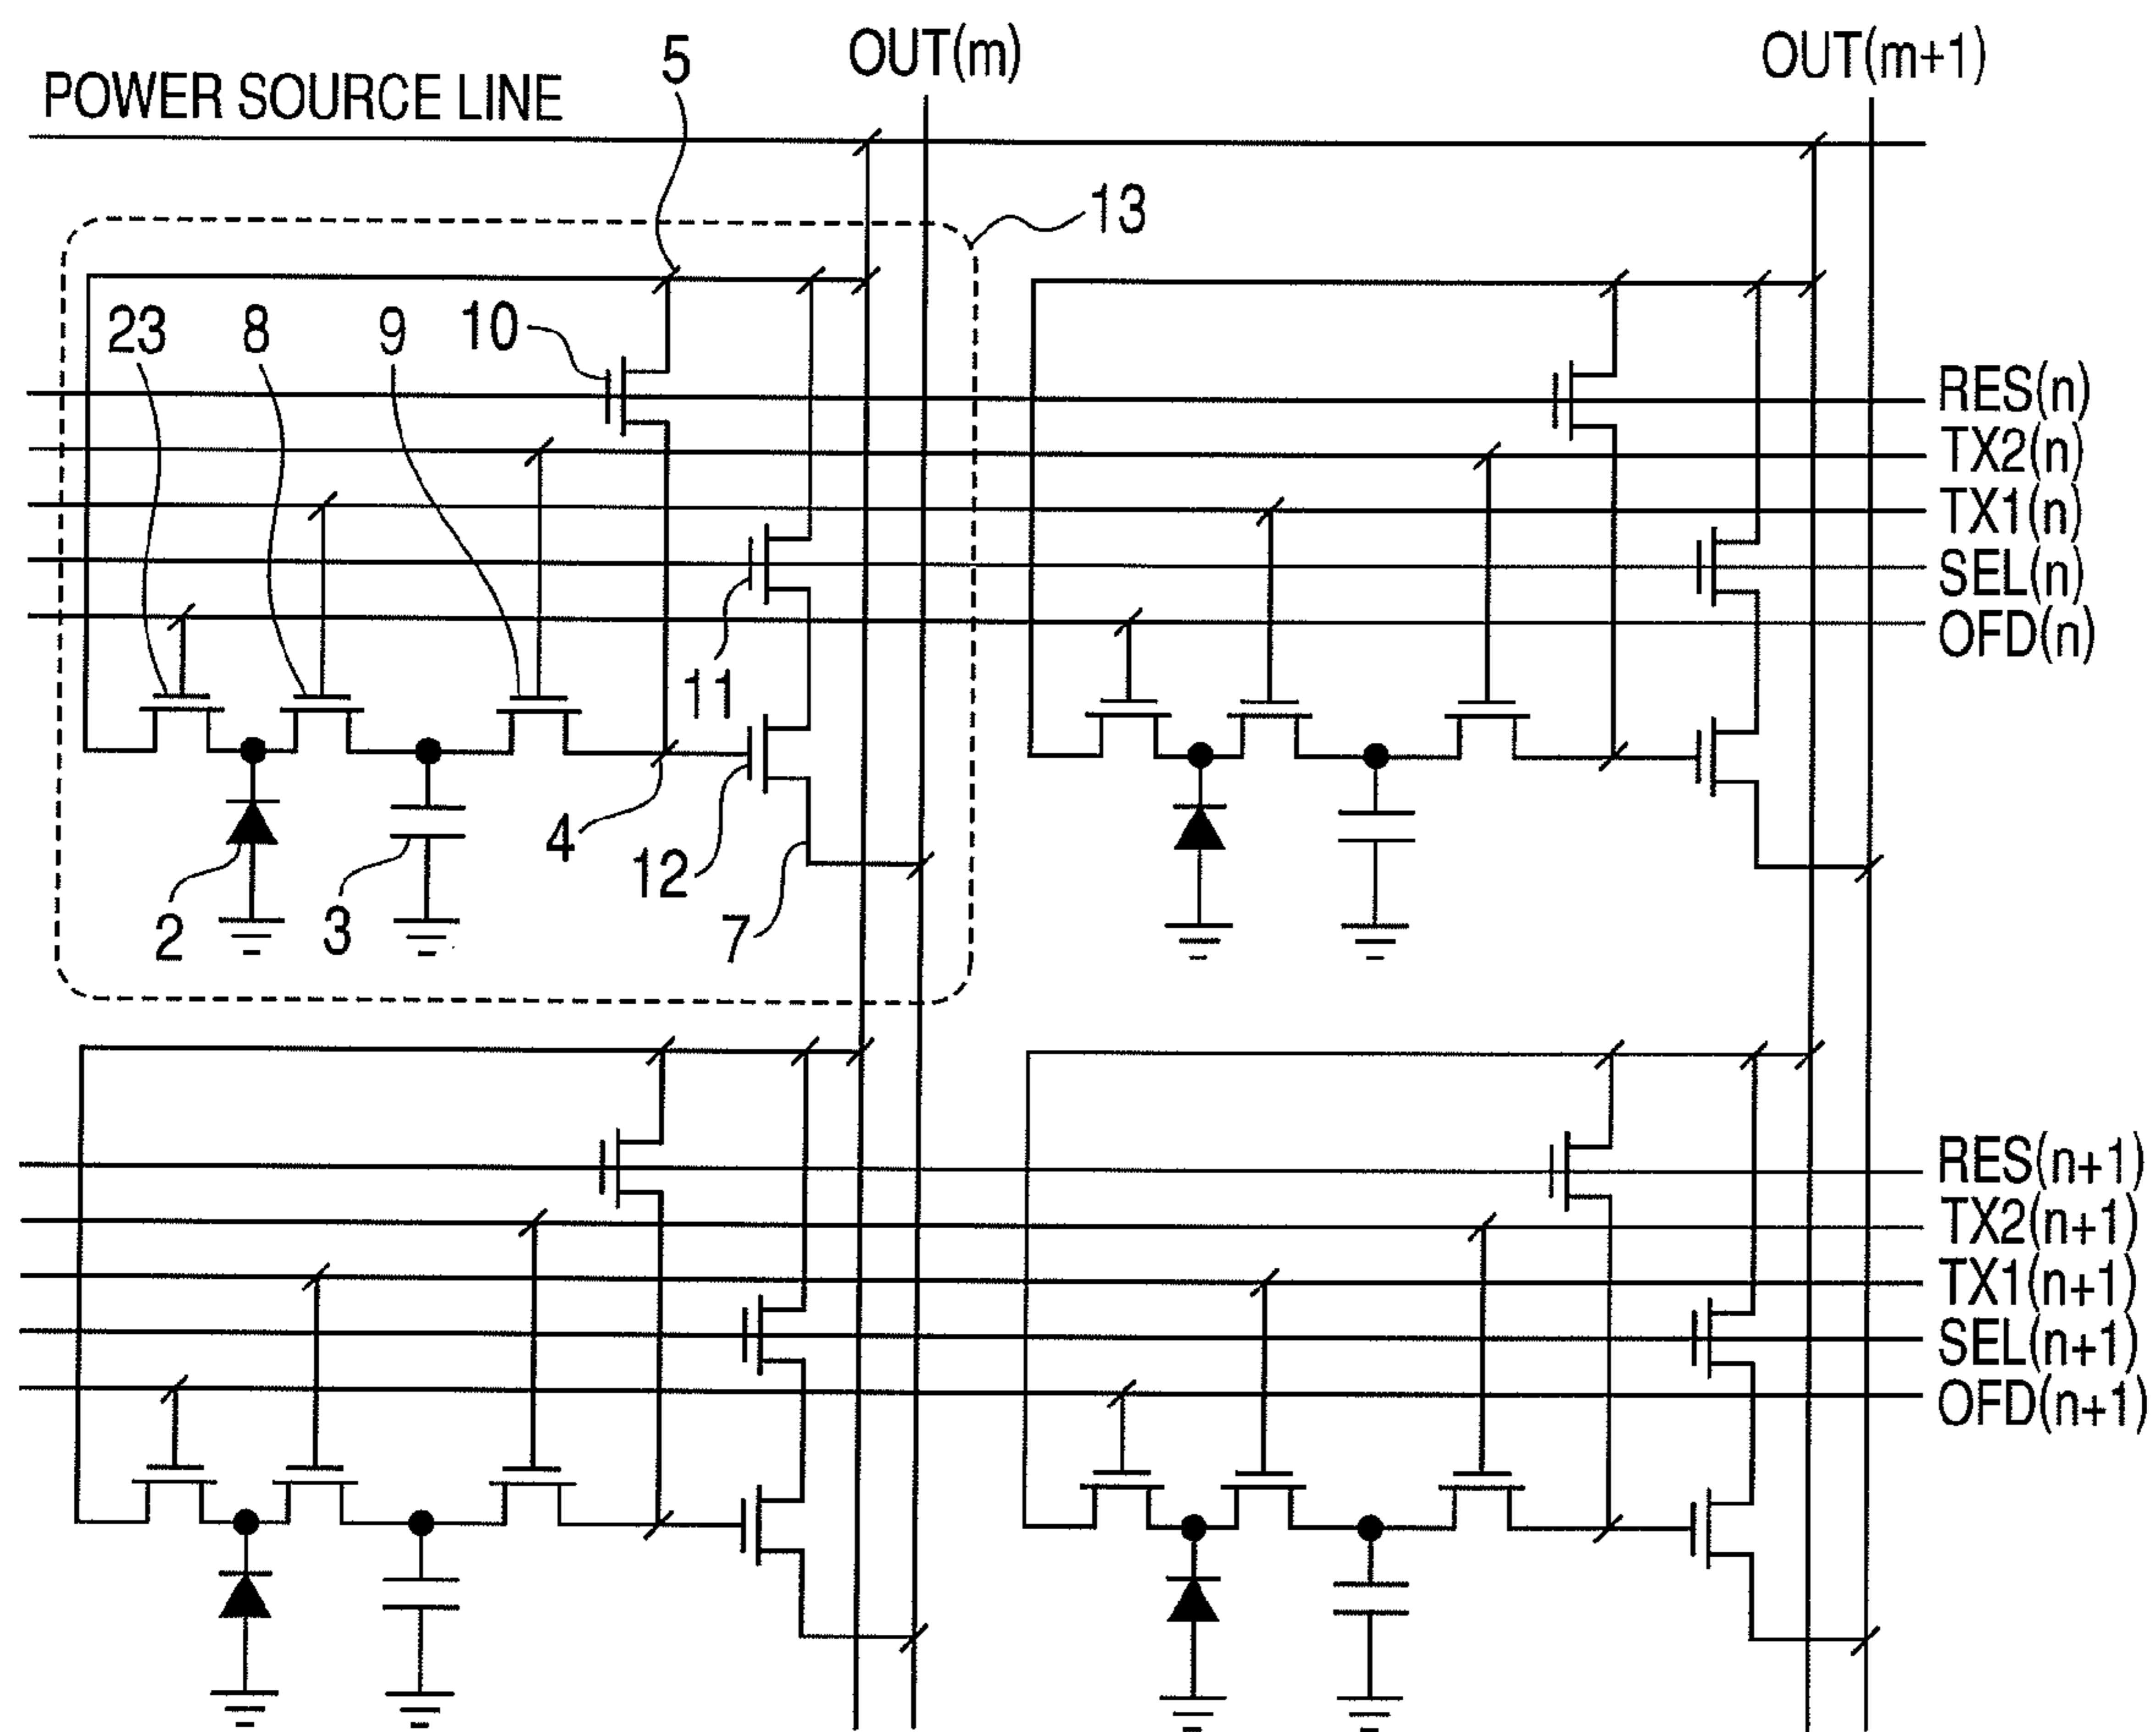 OUT(m)
OUT(m+1)
5
POWER SOURCE LINE
13
23
8
9
10
RES(n)
TX2(n)
TX1(n)
SEL(n)
OFD(n)
11
4
12
2
3
7
RES(n+1)
TX2(n+1)
TX1(n+1)
SEL(n+1)
OFD(n+1)